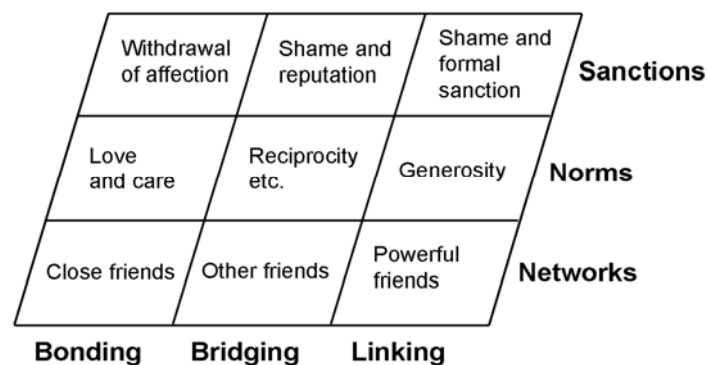 Withdrawal
of affection
Shame and
reputation
Shame and
formal
sanction
Sanctions
Love
and care
Reciprocity
etc.
Generosity
Norms
Close friends
Other friends
Powerful
friends
Networks
Bonding
Bridging
Linking